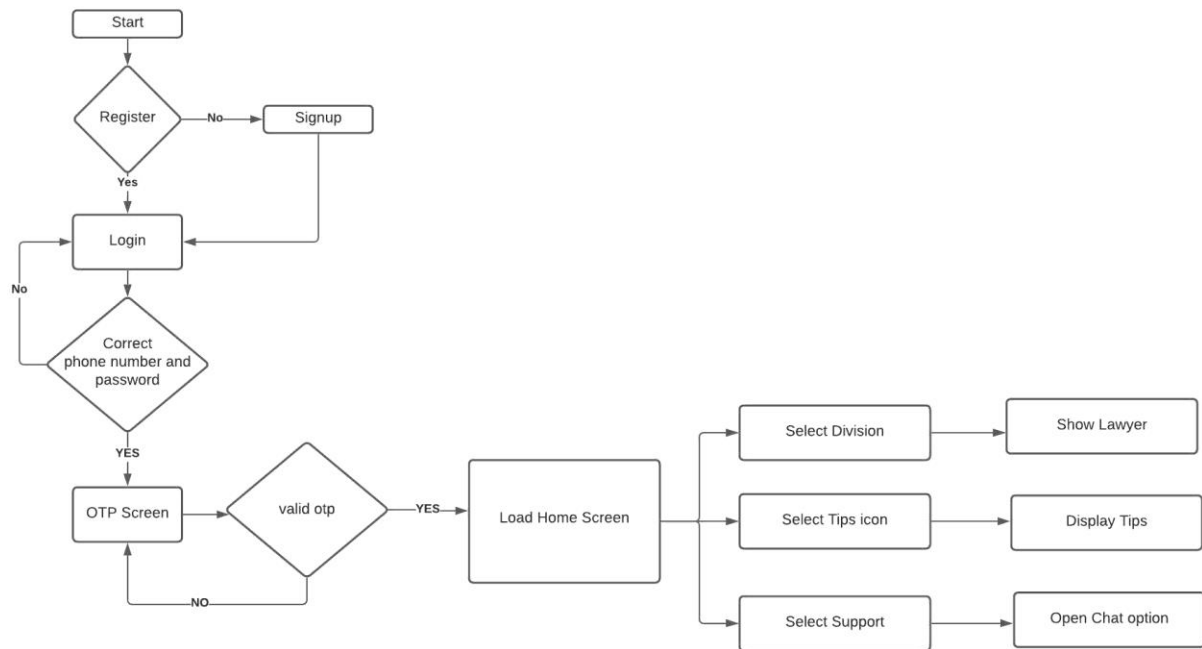 Start
Register
No
Signup
Yes
Login
No
Correct
phone number and
password
YES
OTP Screen
valid otp
YES
NO
Load Home Screen
Select Division
Show Lawyer
Select Tips icon
Display Tips
Select Support
Open Chat option